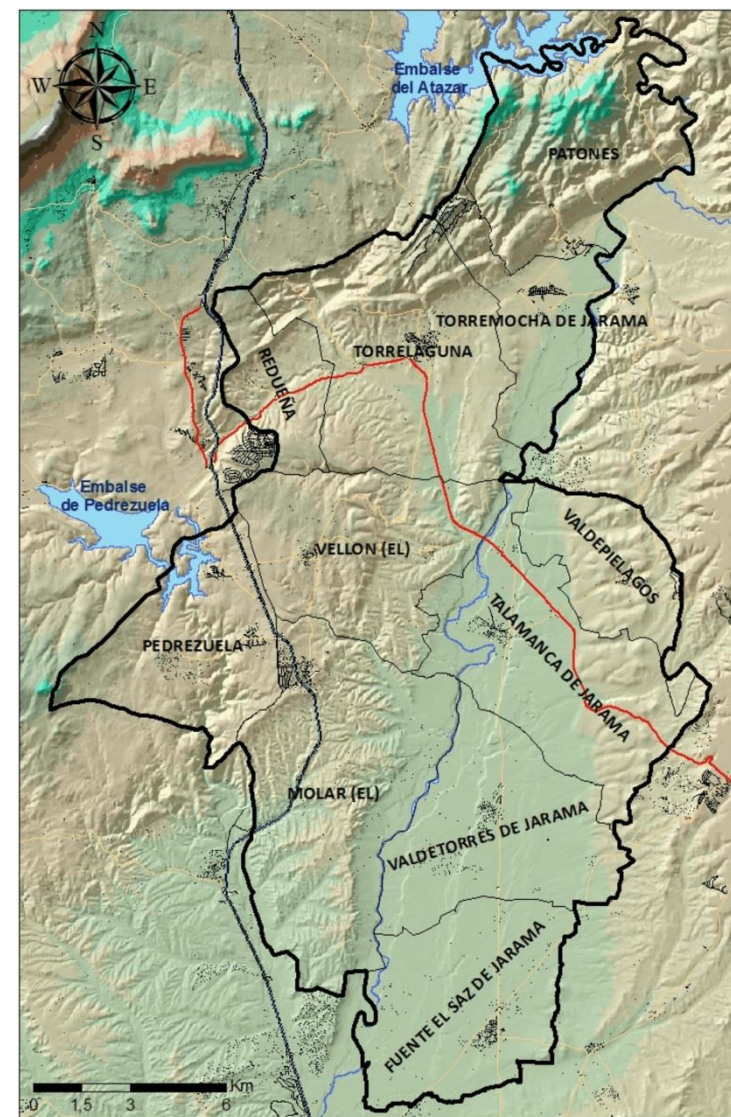 N
W E
S
Embalse
del Atazar
PATONES
TORREMOCHA DE JARAMA
TORRELAGUNA
REDUEÑA
Embalse
de Pedrezuela
VELLON (EL)
VALDEPIELAGOS
TALAMANCA DE JARAMA
PEDREZUELA
MOLAR (EL)
VALDETORRES DE JARAMA
FUENTE EL SAZ DE JARAMA
Km
0 1,5 3 6